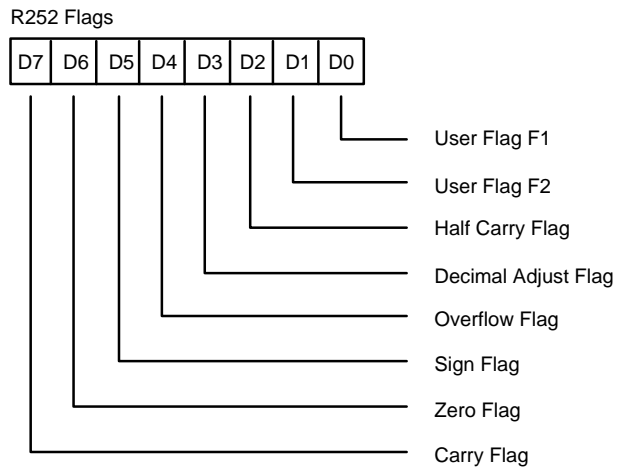 R252 Flags
D7 D6 D5 D4 D3 D2 D1 D0
User Flag F1
User Flag F2
Half Carry Flag
Decimal Adjust Flag
Overflow Flag
Sign Flag
Zero Flag
Carry Flag